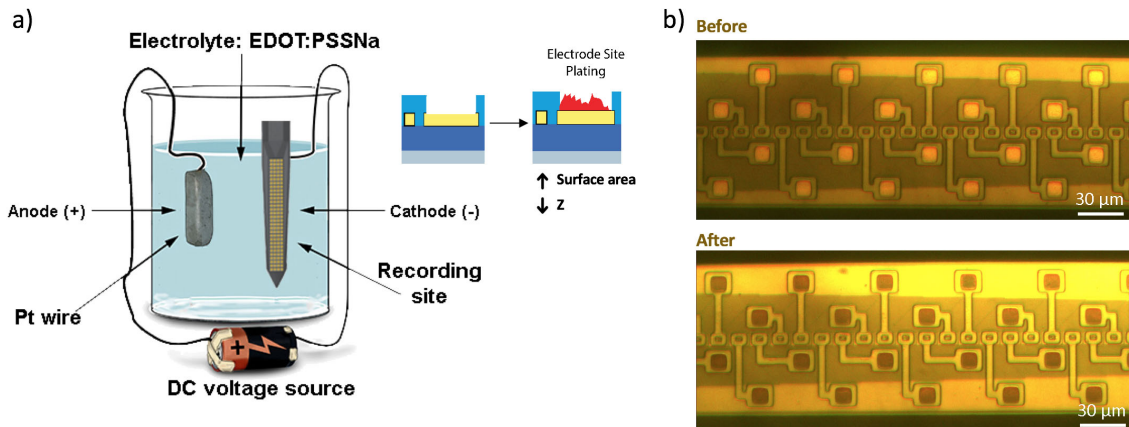 a)
Electrolyte: EDOT:PSSNa
Electrode Site
Plating
↑ Surface area
↓ Z
Anode (+)
Cathode (-)
Pt wire
Recording
site
+
DC voltage source
b)
Before
30 µm
After
30 µm